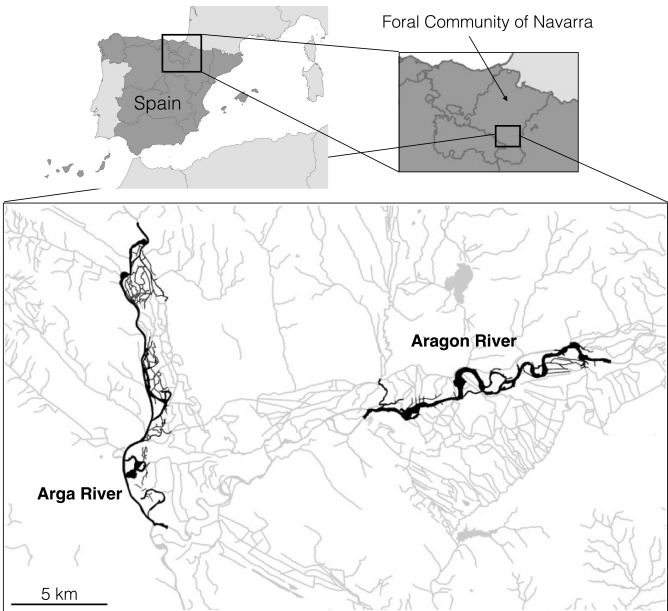 Foral Community of Navarra
Spain
Aragon River
Arga River
5 km